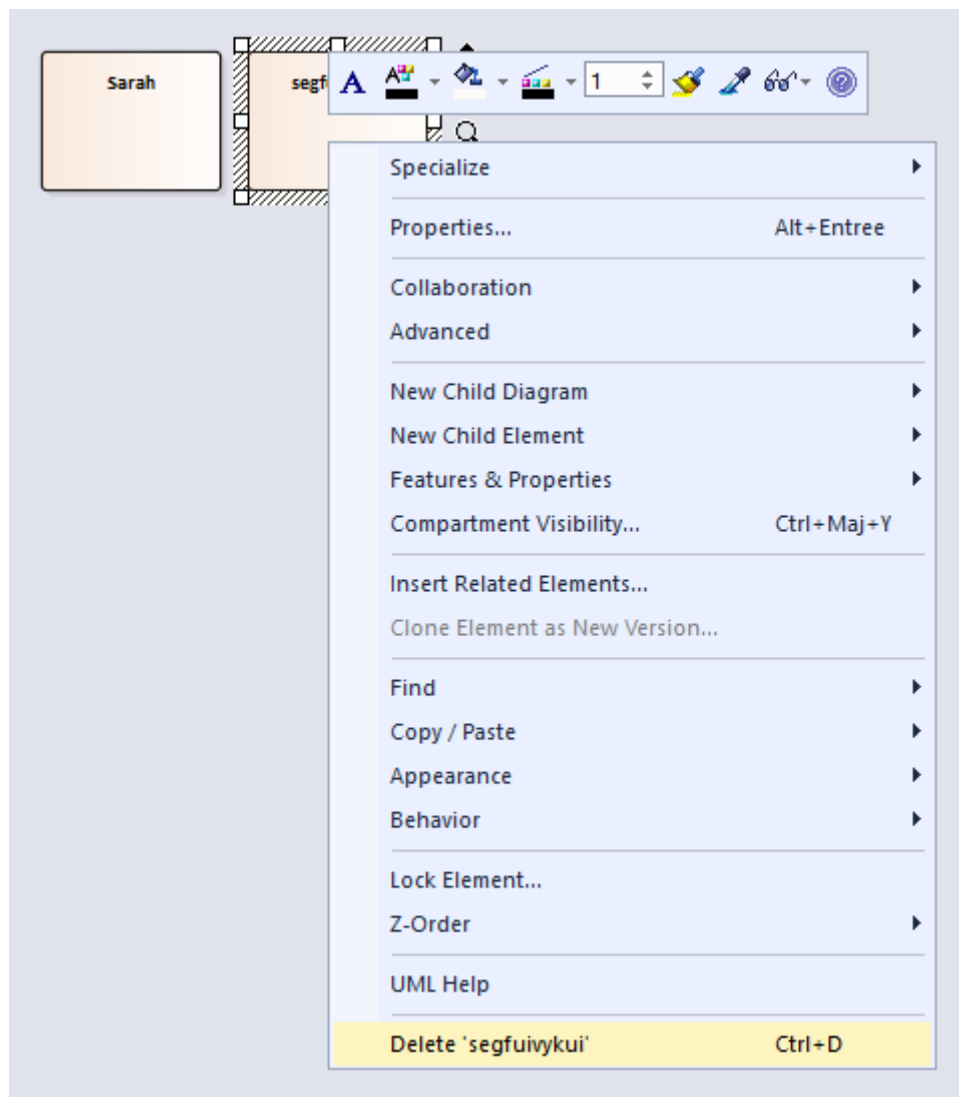 Sarah
segf
A
1
Specialize
Properties... Alt+Entree
Collaboration
Advanced
New Child Diagram
New Child Element
Features & Properties
Compartment Visibility... Ctrl+Maj+Y
Insert Related Elements...
Clone Element as New Version...
Find
Copy / Paste
Appearance
Behavior
Lock Element...
Z-Order
UML Help
Delete 'segfuivykui' Ctrl+D